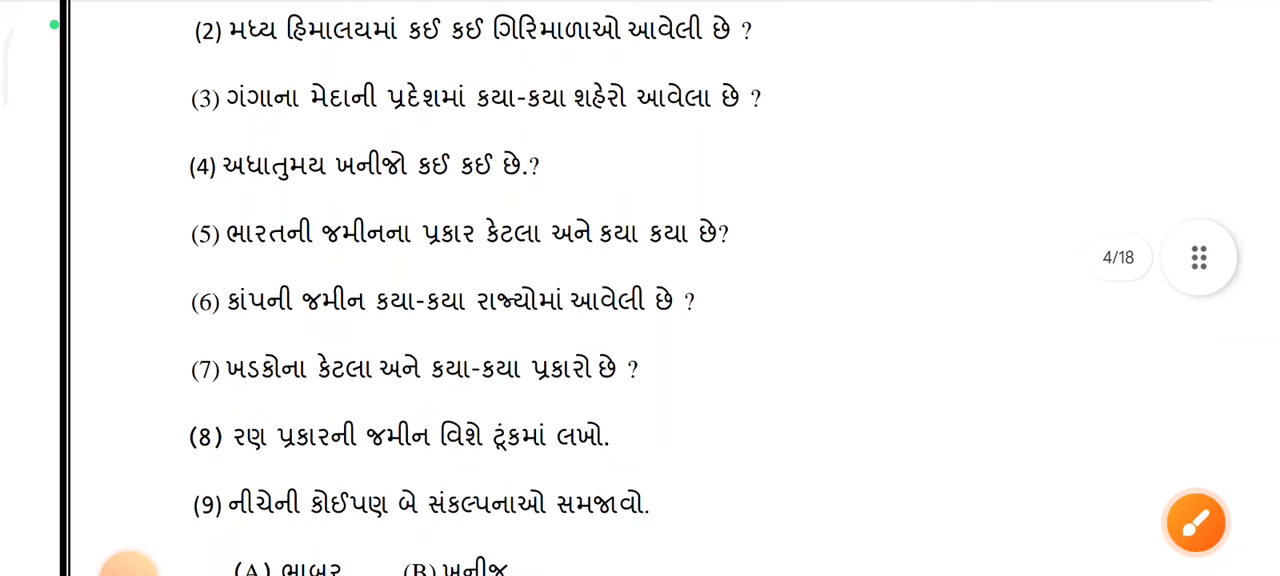 (2) મધ્ય હિમાલયમાં કઈ કઈ ગિરિમાળાઓ આવેલી છે ?
(3) ગંગાના મેદાની પ્રદેશમાં કયા-કયા શહેરો આવેલા છે ?
(4) અધાતુમય ખનીજો કઈ કઈ છે.?
(5) ભારતની જમીનના પ્રકાર કેટલા અને કયા કયા છે?
4/18
(6) કાંપની જમીન કયા-કયા રાજ્યોમાં આવેલી છે ?
(7) ખડકોના કેટલા અને કયા-કયા પ્રકારો છે ?
(8) રણ પ્રકારની જમીન વિશે ટૂંકમાં લખો.
(9) નીચેની કોઈપણ બે સંકલ્પનાઓ સમજાવો.
(A) ભાબર (B) ખનીજ